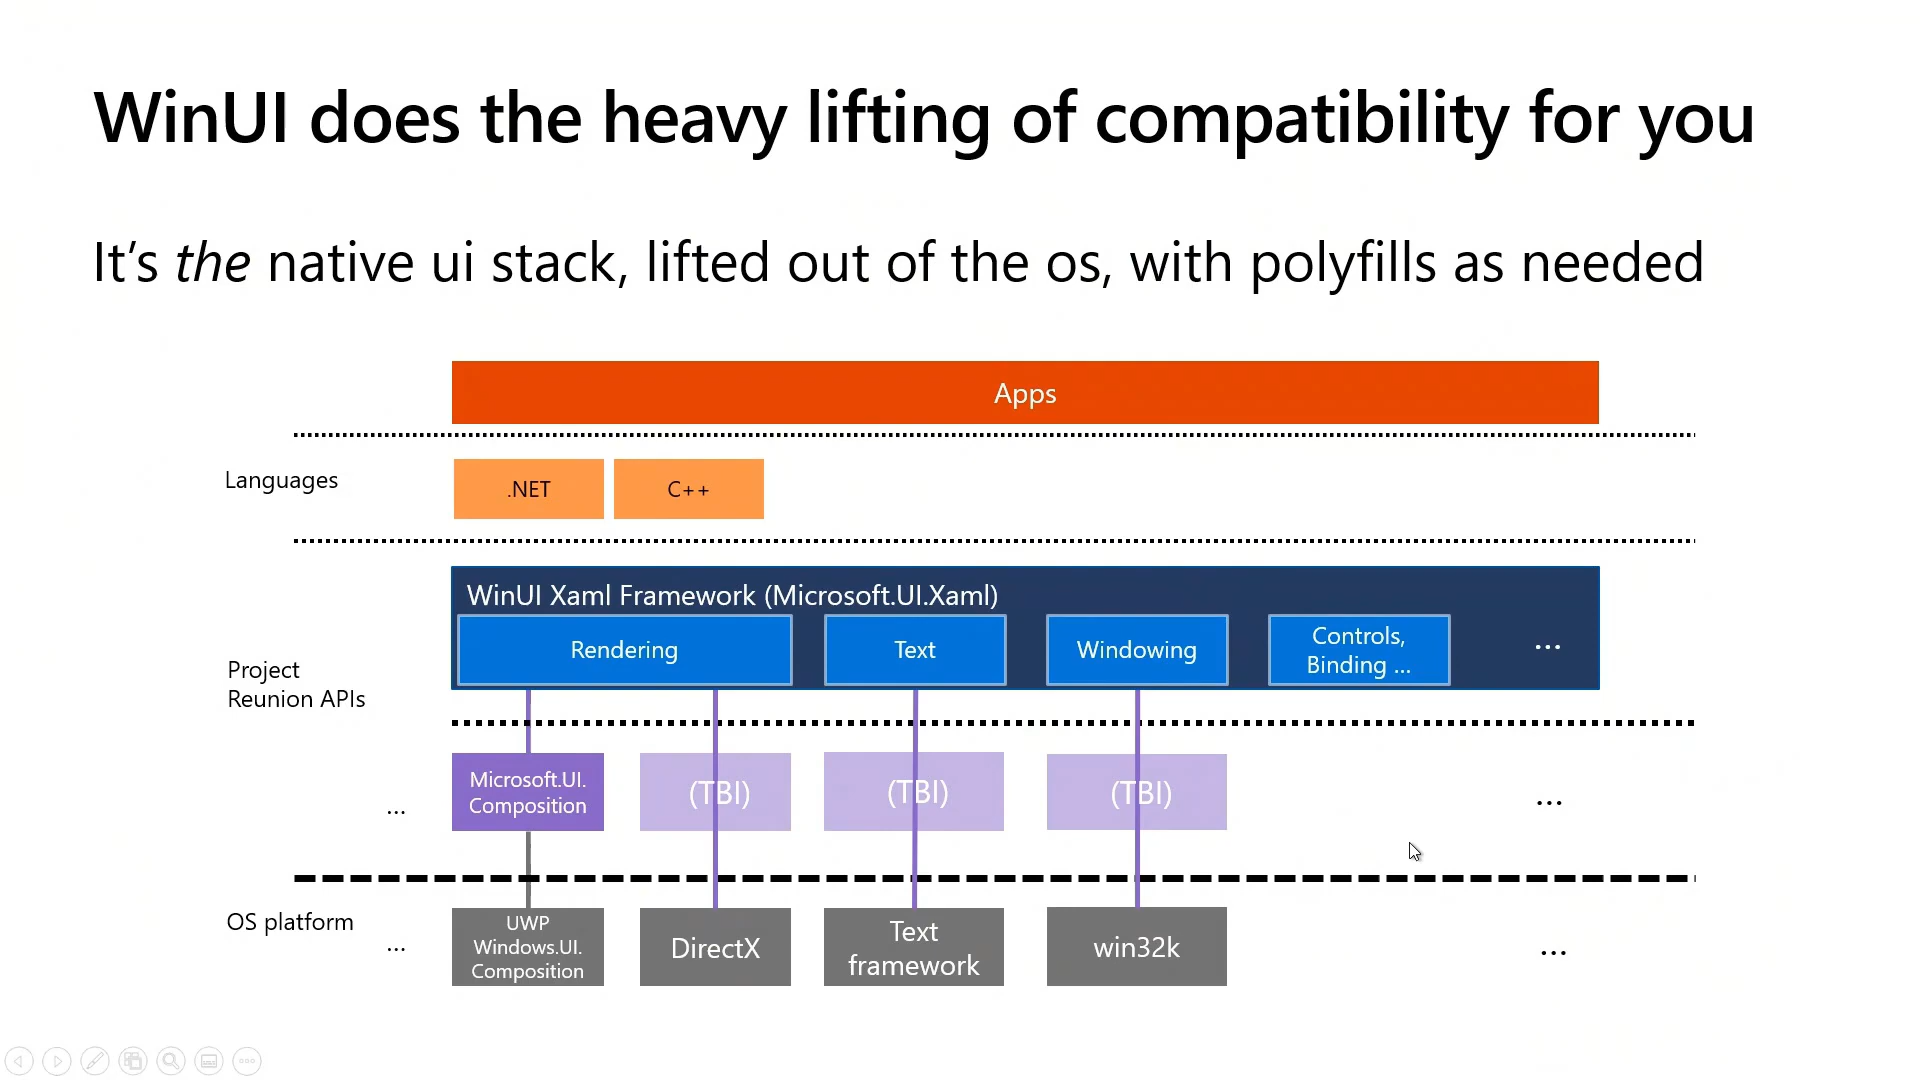 WinUI does the heavy lifting of compatibility for you
It's the native ui stack, lifted out of the os, with polyfills as needed
Apps
Languages
.NET
C++
WinUI Xaml Framework (Microsoft.UI.Xaml)
Rendering
Text
Windowing
Controls,
Binding ...
...
Project
Reunion APIs
...
Microsoft.UI.
Composition
(TBI)
(TBI)
(TBI)
...
OS platform
...
UWP
Windows.UI.
Composition
DirectX
Text
framework
win32k
...